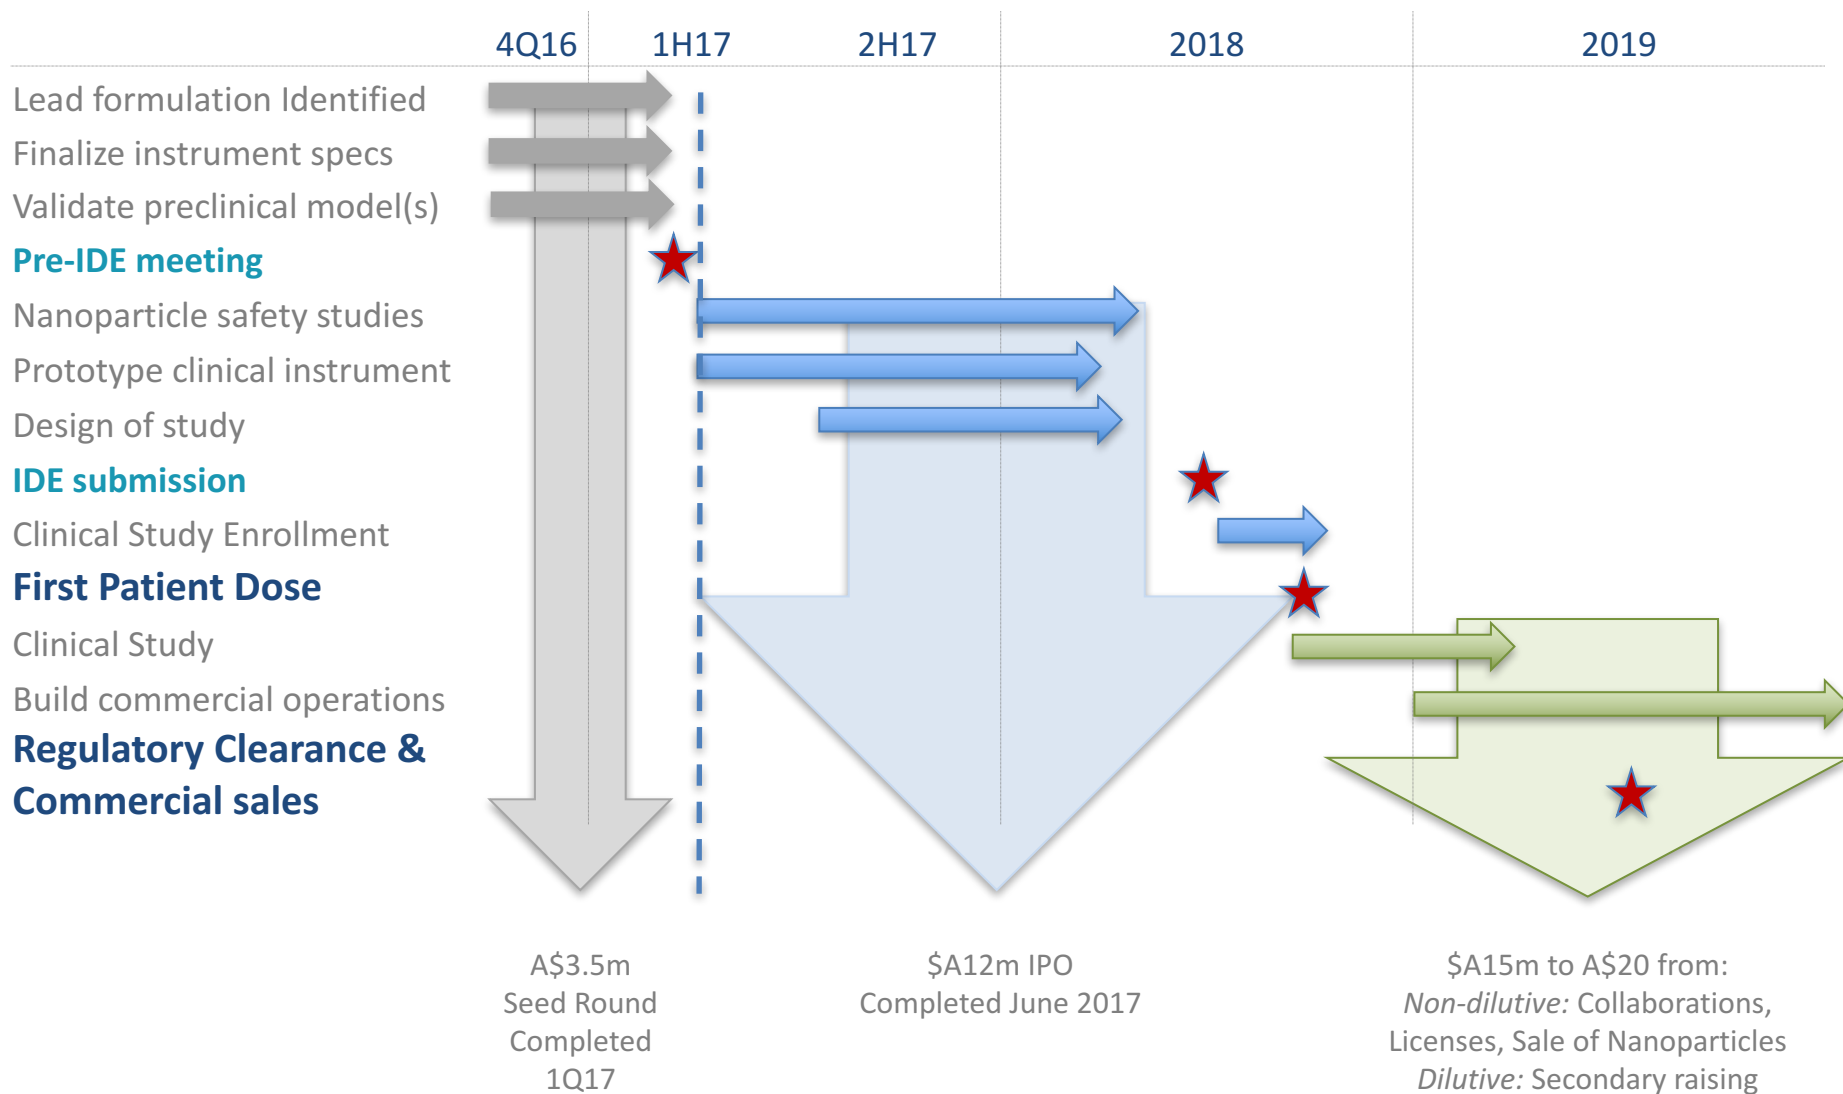 4Q16 1H17 2H17 2018 2019
Lead formulation Identified
Finalize instrument specs
Validate preclinical model(s)
Pre-IDE meeting
Nanoparticle safety studies
Prototype clinical instrument
Design of study
IDE submission
Clinical Study Enrollment
First Patient Dose
Clinical Study
Build commercial operations
Regulatory Clearance &
Commercial sales
A$3.5m
Seed Round
Completed
1Q17
$A12m IPO
Completed June 2017
$A15m to A$20 from:
Non-dilutive: Collaborations,
Licenses, Sale of Nanoparticles
Dilutive: Secondary raising